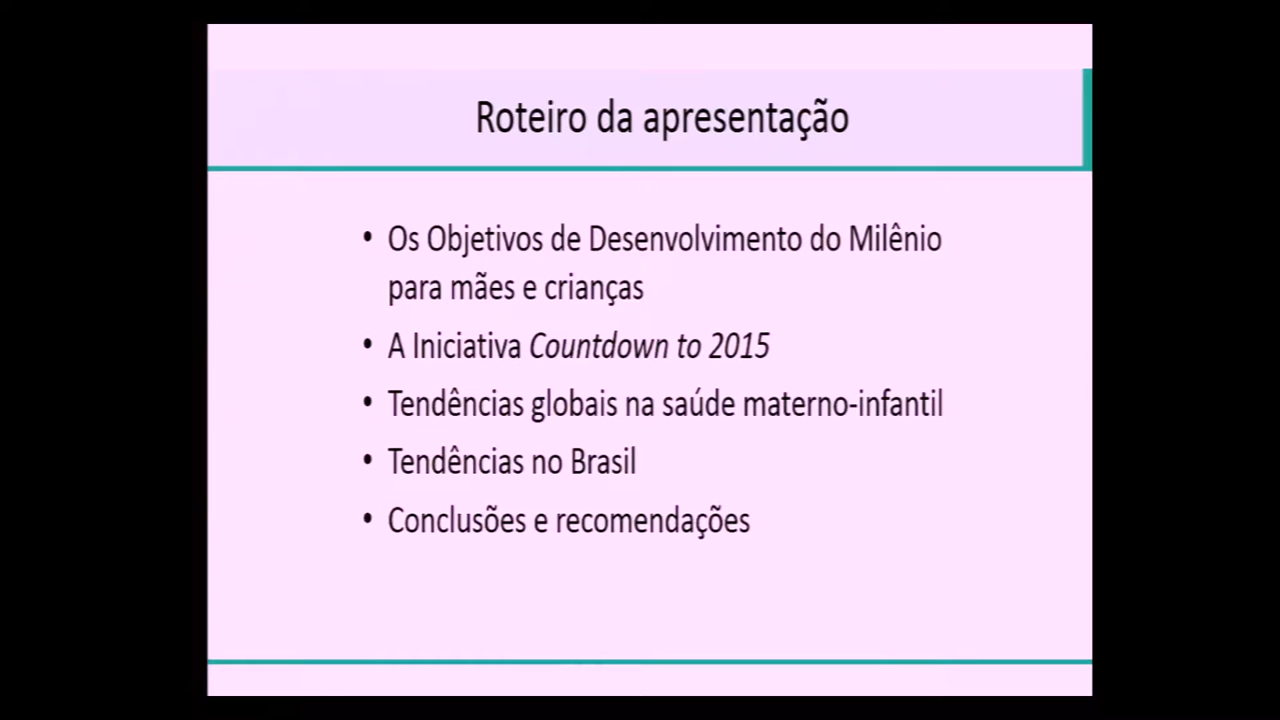 Roteiro da apresentação
• Os Objetivos de Desenvolvimento do Milênio
para mães e crianças
• A Iniciativa Countdown to 2015
• Tendências globais na saúde materno-infantil
• Tendências no Brasil
• Conclusões e recomendações